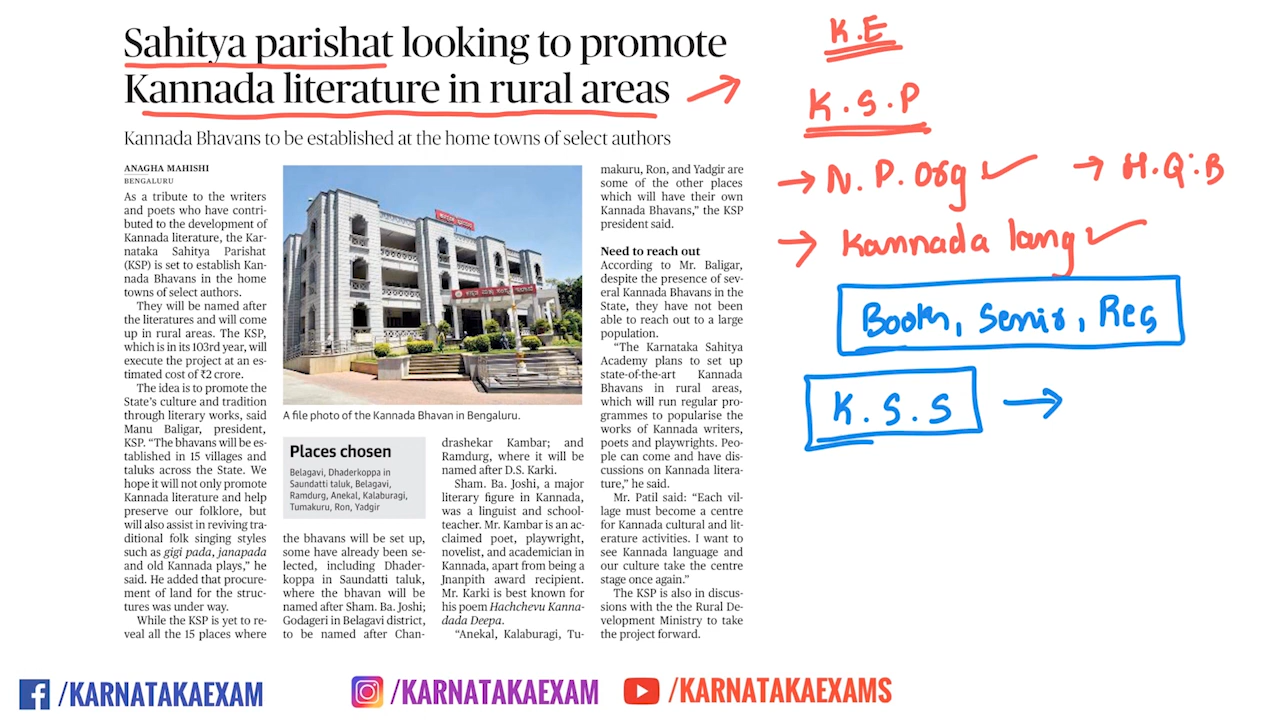 Sahitya parishat looking to promote
Kannada literature in rural areas
Kannada Bhavans to be established at the home towns of select authors
ANAGHA MAHISHI
BENGALURU
As a tribute to the writers
and poets who have contri-
buted to the development of
Kannada literature, the Kar-
nataka Sahitya Parishat
(KSP) is set to establish Kan-
nada Bhavans in the home
towns of select authors.
They will be named after
the literatures and will come
up in rural areas. The KSP,
which is in its 103rd year, will
execute the project at an es-
timated cost of ₹2 crore.
The idea is to promote the
State's culture and tradition
through literary works, said
Manu Baligar, president,
KSP. “The bhavans will be es-
tablished in 15 villages and
taluks across the State. We
hope it will not only promote
Kannada literature and help
preserve our folklore, but
will also assist in reviving tra-
ditional folk singing styles
such as gigi pada, janapada
and old Kannada plays,” he
said. He added that procure-
ment of land for the struc-
tures was under way.
While the KSP is yet to re-
veal all the 15 places where
A file photo of the Kannada Bhavan in Bengaluru.
Places chosen
Belagavi, Dhaderkoppa in
Saundatti taluk, Belagavi,
Ramdurg, Anekal, Kalaburagi,
Tumakuru, Ron, Yadgir
the bhavans will be set up,
some have already been se-
lected, including Dhader-
koppa in Saundatti taluk,
where the bhavan will be
named after Sham. Ba. Joshi;
Godageri in Belagavi district,
to be named after Chan-
drashekar Kambar; and
Ramdurg, where it will be
named after D.S. Karki.
Sham. Ba. Joshi, a major
literary figure in Kannada,
was a linguist and school-
teacher. Mr. Kambar is an ac-
claimed poet, playwright,
novelist, and academician in
Kannada, apart from being a
Jnanpith award recipient.
Mr. Karki is best known for
his poem Hachchevu Kanna-
dada Deepa.
“Anekal, Kalaburagi, Tu-
makuru, Ron, and Yadgir are
some of the other places
which will have their own
Kannada Bhavans,” the KSP
president said.
Need to reach out
According to Mr. Baligar,
despite the presence of sev-
eral Kannada Bhavans in the
State, they have not been
able to reach out to a large
population.
“The Karnataka Sahitya
Academy plans to set up
state-of-the-art Kannada
Bhavans in rural areas,
which will run regular pro-
grammes to popularise the
works of Kannada writers,
poets and playwrights. Peo-
ple can come and have dis-
cussions on Kannada litera-
ture,” he said.
Mr. Patil said: “Each vil-
lage must become a centre
for Kannada cultural and lit-
erature activities. I want to
see Kannada language and
our culture take the centre
stage once again.”
The KSP is also in discus-
sions with the the Rural De-
velopment Ministry to take
the project forward.
K.E
K.S.P
→ N.P.org ✓ → H.Q:B
→ Kannada lang ✓
K.S.S →
/KARNATAKAEXAM
/KARNATAKAEXAM
/KARNATAKAEXAMS